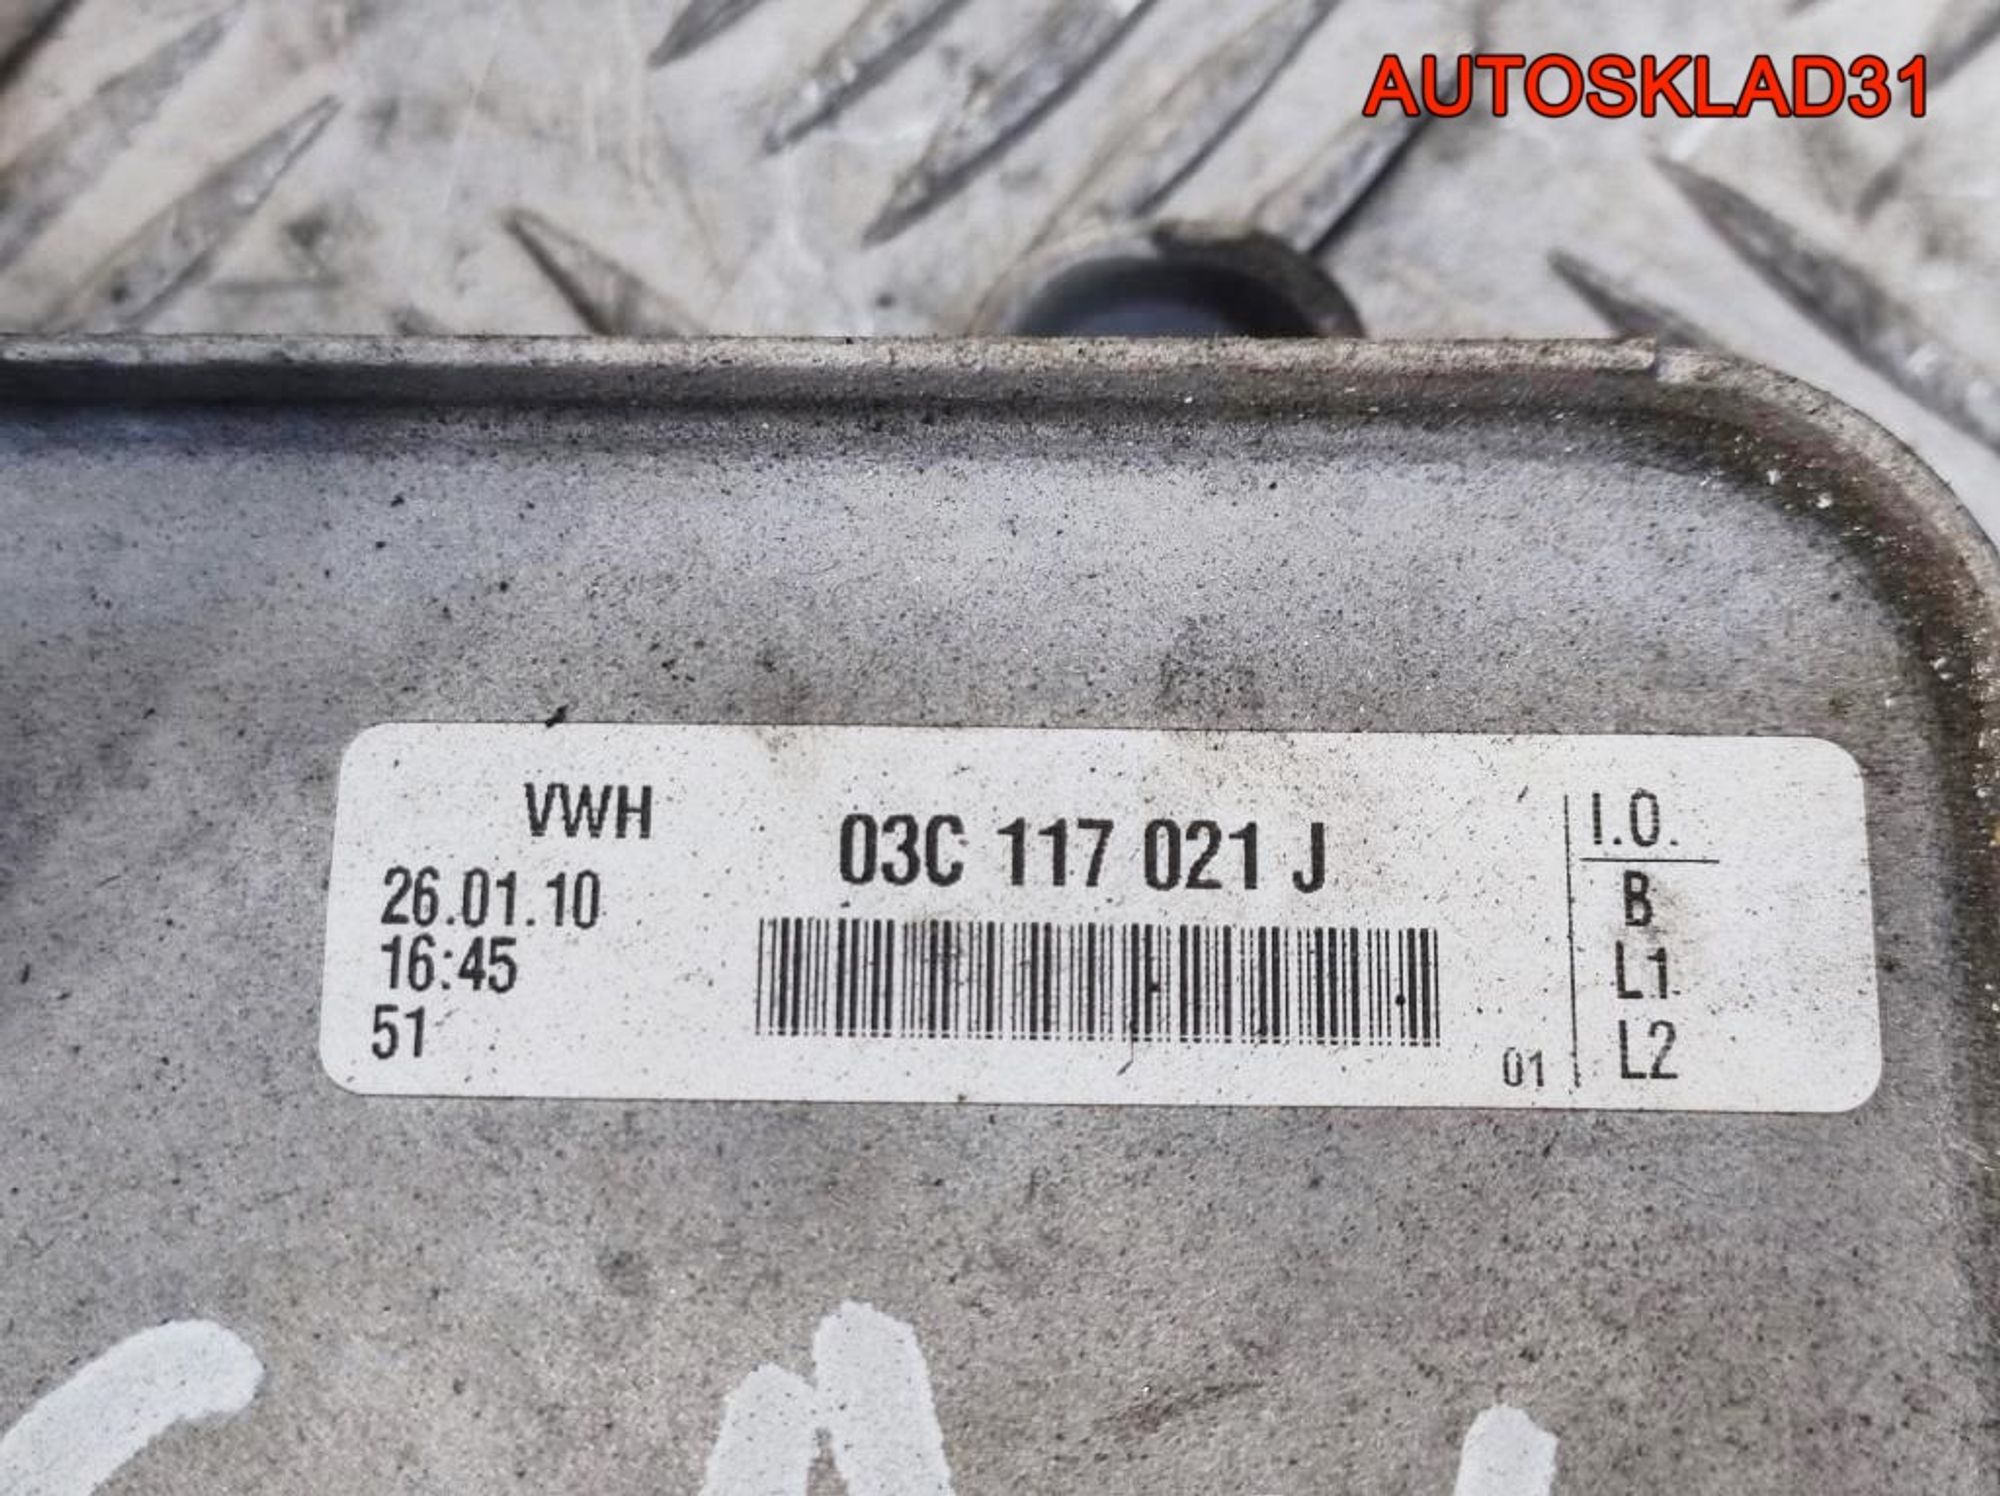 AUTOSKLAD31
VWH
26.01.10
16:45
51
03C 117 021 J
01
I.O.
B
L1
L2